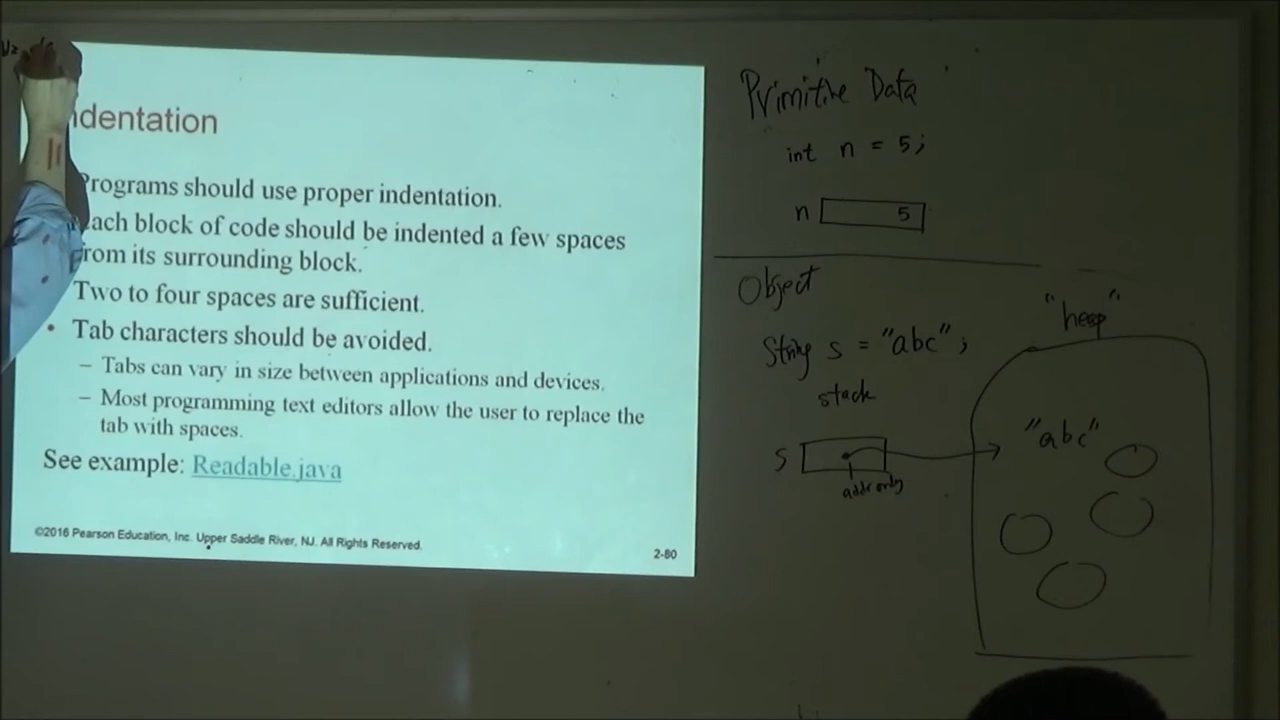 ndentation
Programs should use proper indentation.
ach block of code should be indented a few spaces
from its surrounding block.
Two to four spaces are sufficient.
• Tab characters should be avoided.
– Tabs can vary in size between applications and devices.
– Most programming text editors allow the user to replace the
tab with spaces.
See example: Readable.java
©2016 Pearson Education, Inc. Upper Saddle River, NJ. All Rights Reserved.
2-80
Primitive Data
int n = 5;
n 5
Object
"heap"
String s = "abc";
stack
"abc"
s
addr only